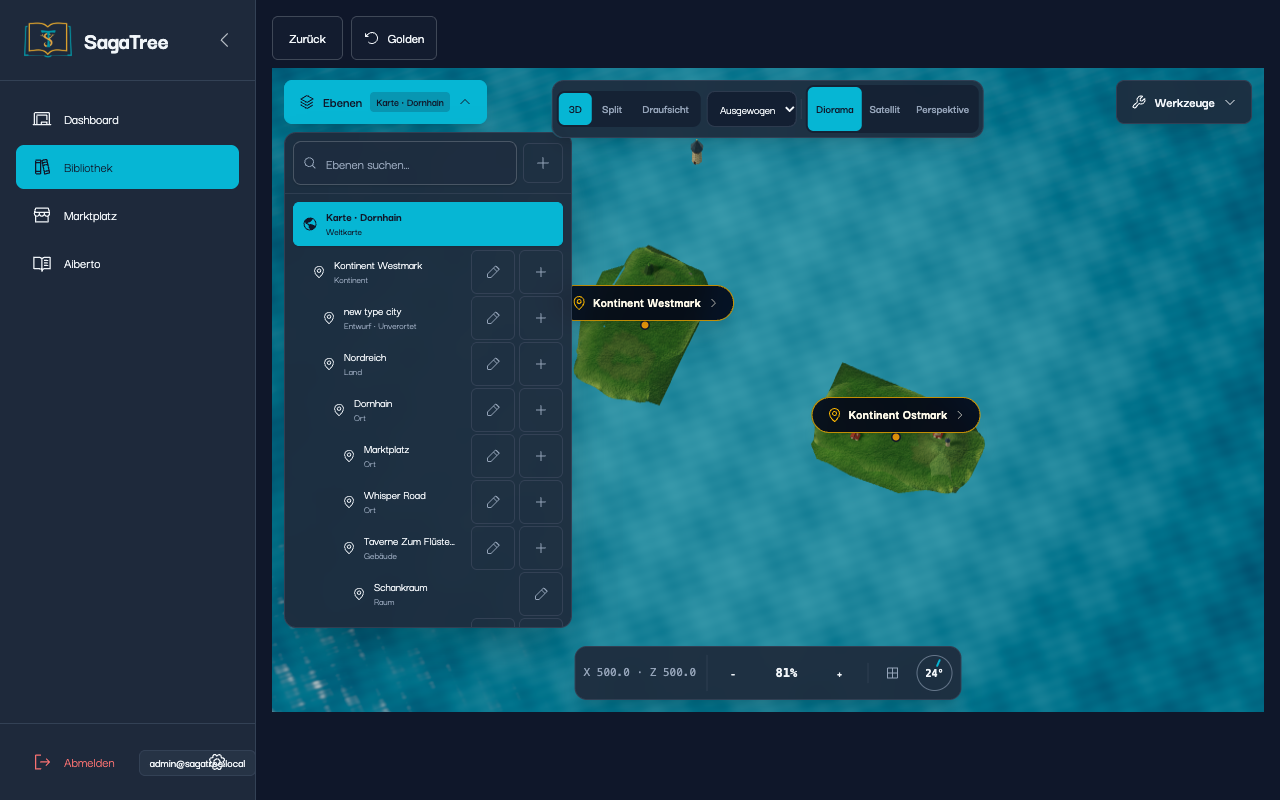 SagaTree
Dashboard
Bibliothek
Marktplatz
Alberto
Abmelden
admin@sagatree.local
Zurück
Golden
Ebenen
Karte · Dornhain
3D
Split
Draufsicht
Ausgewogen
Diorama
Satellit
Perspektive
Werkzeuge
Ebenen suchen...
Karte · Dornhain
Weltkarte
Kontinent Westmark
Kontinent
new type city
Entwurf · Unverortet
Nordreich
Land
Dornhain
Ort
Marktplatz
Ort
Whisper Road
Ort
Taverne Zum Flüste...
Gebäude
Schankraum
Raum
Kontinent Westmark
Kontinent Ostmark
X 500.0 · Z 500.0
-
81%
+
24°